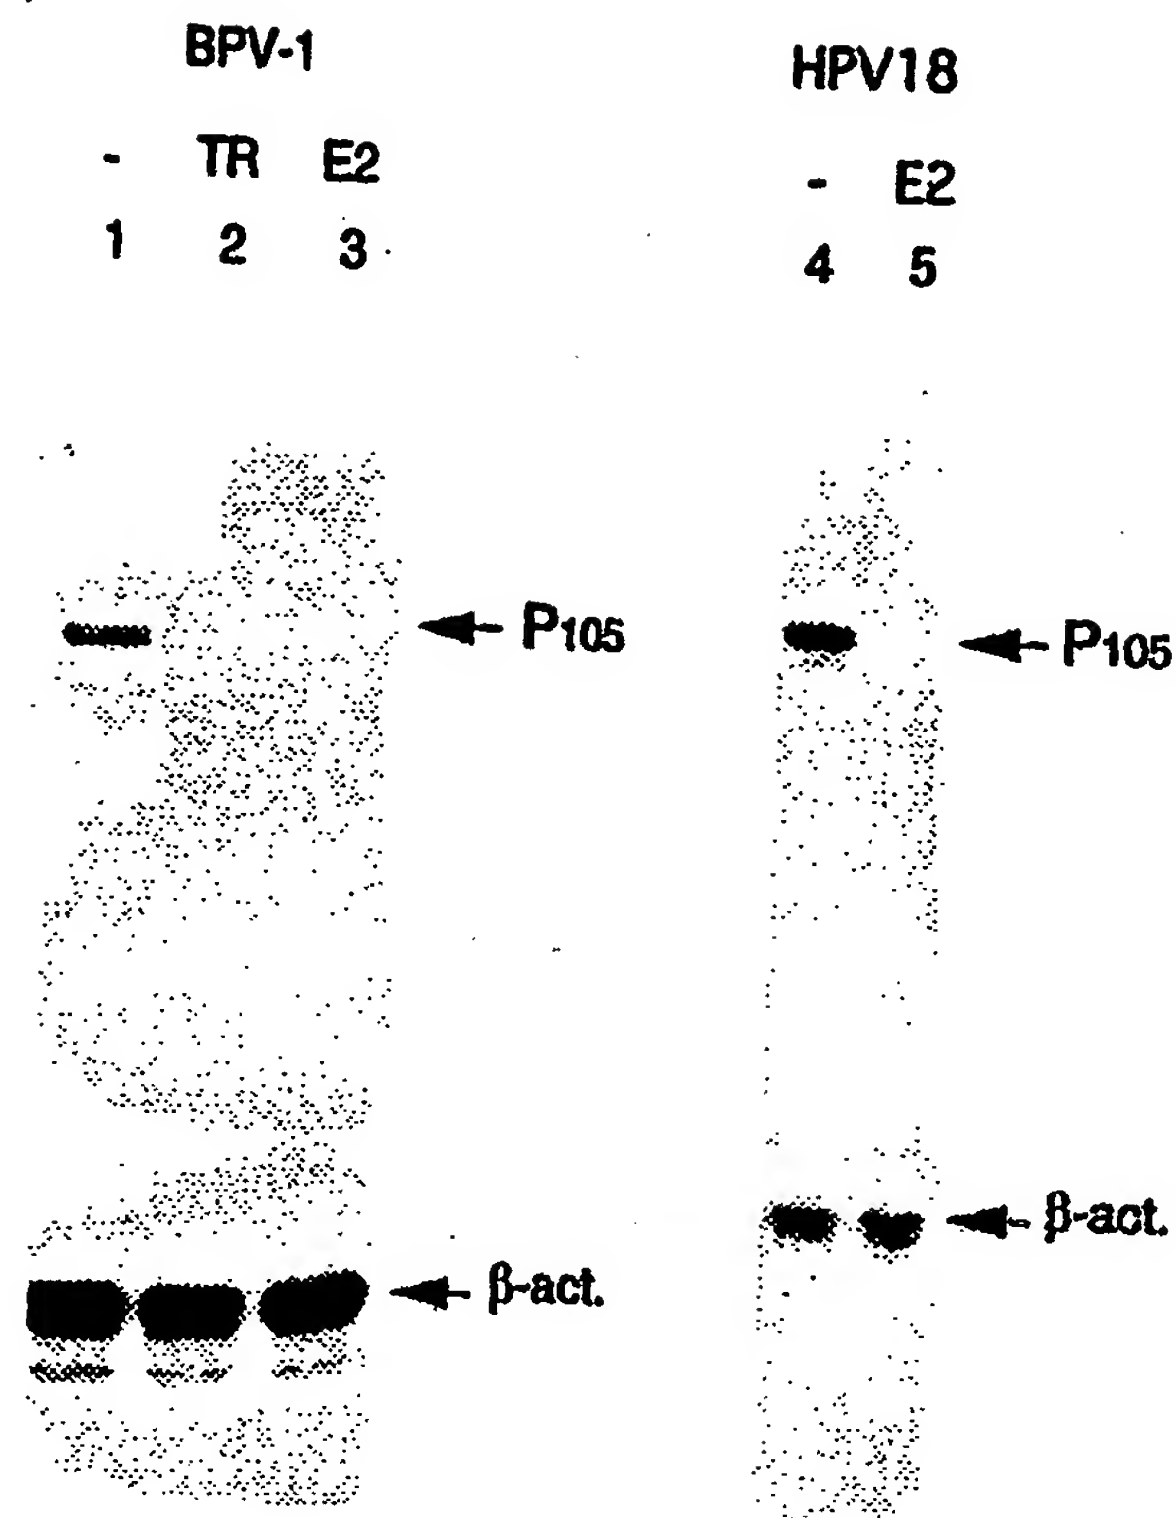 BPV-1
- TR E2
1 2 3
HPV18
- E2
4 5
P105
P105
β-act.
β-act.